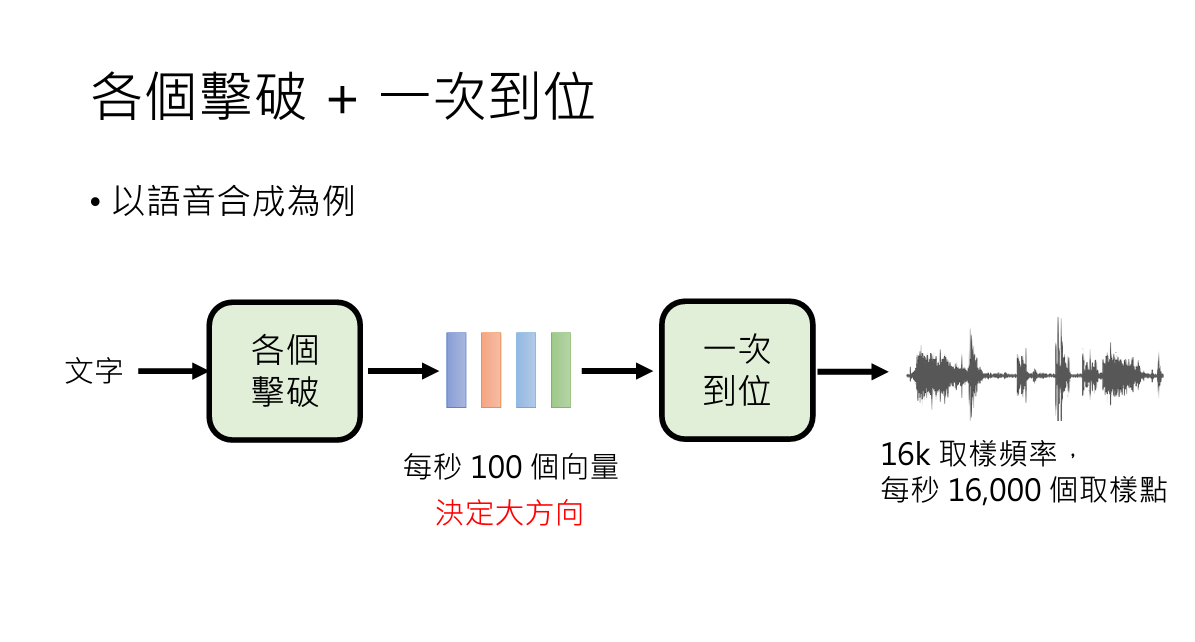 各個擊破 + 一次到位
• 以語音合成為例
文字
各個
擊破
每秒 100 個向量
決定大方向
一次
到位
16k 取樣頻率，
每秒 16,000 個取樣點